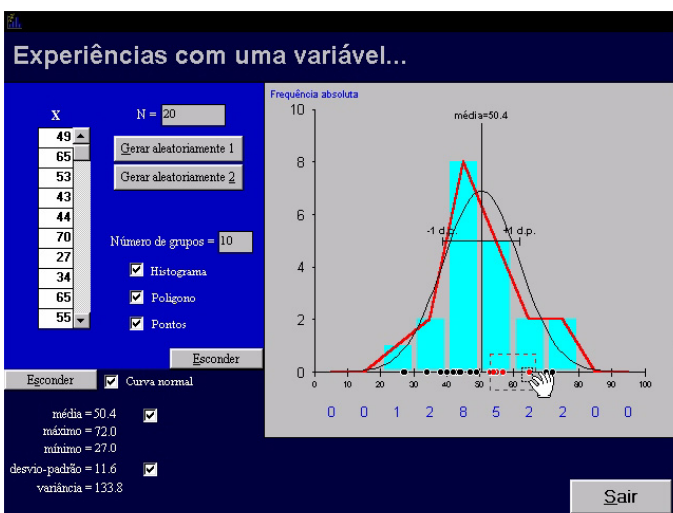 Experiências com uma variável...
X
49
65
53
43
44
70
27
34
65
55
N = 20
Gerar aleatoriamente 1
Gerar aleatoriamente 2
Número de grupos = 10
Histograma
Poligono
Pontos
Esconder
Esconder
Curva normal
média = 50.4
máximo = 72.0
mínimo = 27.0
desvio-padrão = 11.6
variância = 133.8
Frequência absoluta
média=50.4
-1 d.p. +1 d.p.
10
8
6
4
2
0
0 10 20 30 40 50 60 80 90 100
0 0 1 2 8 5 2 2 0 0
Sair